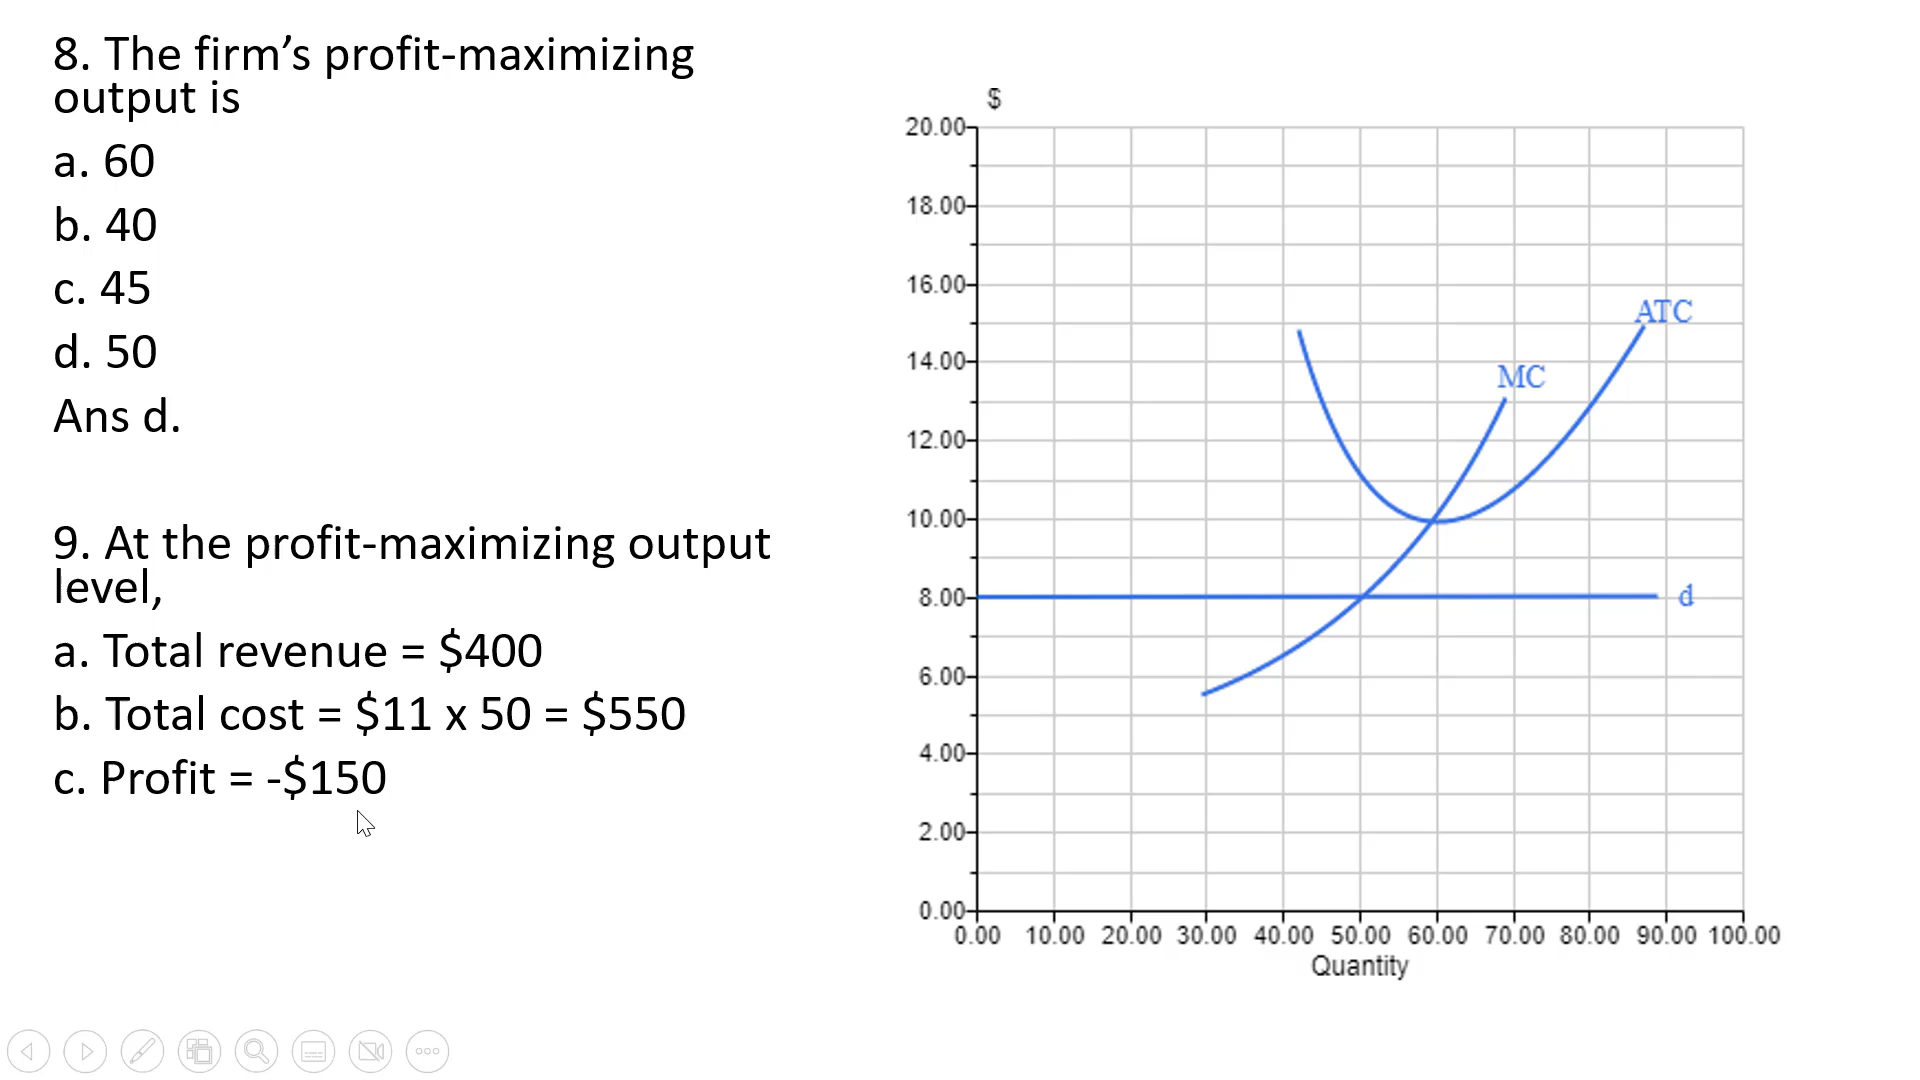 8. The firm’s profit-maximizing
output is
a. 60
b. 40
c. 45
d. 50
Ans d.
9. At the profit-maximizing output
level,
a. Total revenue = $400
b. Total cost = $11 x 50 = $550
c. Profit = -$150
$
20.00
18.00
16.00
14.00
12.00
10.00
8.00
6.00
4.00
2.00
0.00
ATC
MC
d
0.00 10.00 20.00 30.00 40.00 50.00 60.00 70.00 80.00 90.00 100.00
Quantity